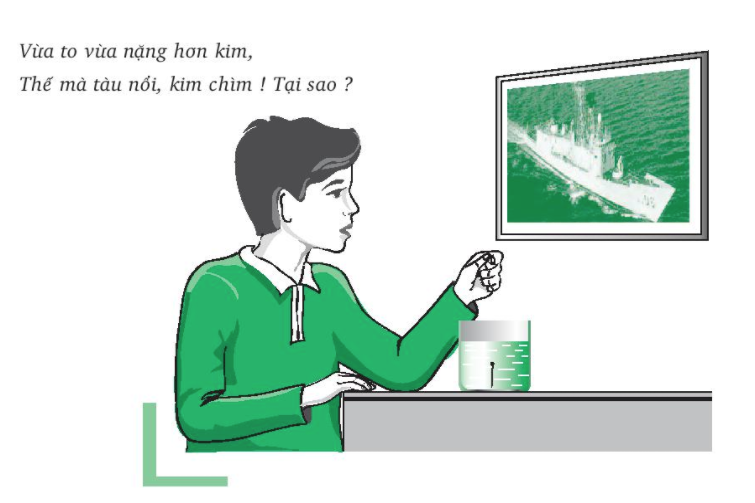 Vừa to vừa nặng hơn kim,
Thế mà tàu nổi, kim chìm ! Tại sao ?